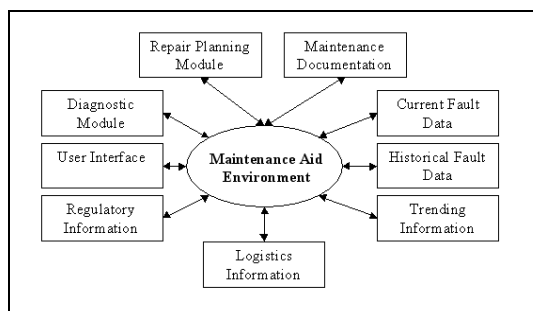 Repair Planning
Module
Maintenance
Documentation
Diagnostic
Module
Current Fault
Data
User Interface
Maintenance Aid
Environment
Historical Fault
Data
Regulatory
Information
Trending
Information
Logistics
Information